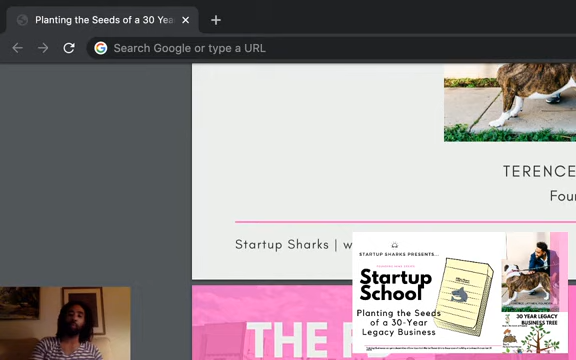 Planting the Seeds of a 30 Yea
Search Google or type a URL
TERENCE
Foun
Startup Sharks | w
STARTUP SHARKS PRESENTS...
Startup
School
Planting the Seeds
of a 30-Year
Legacy Business
30 YEAR LEGACY
BUSINESS TREE
THE